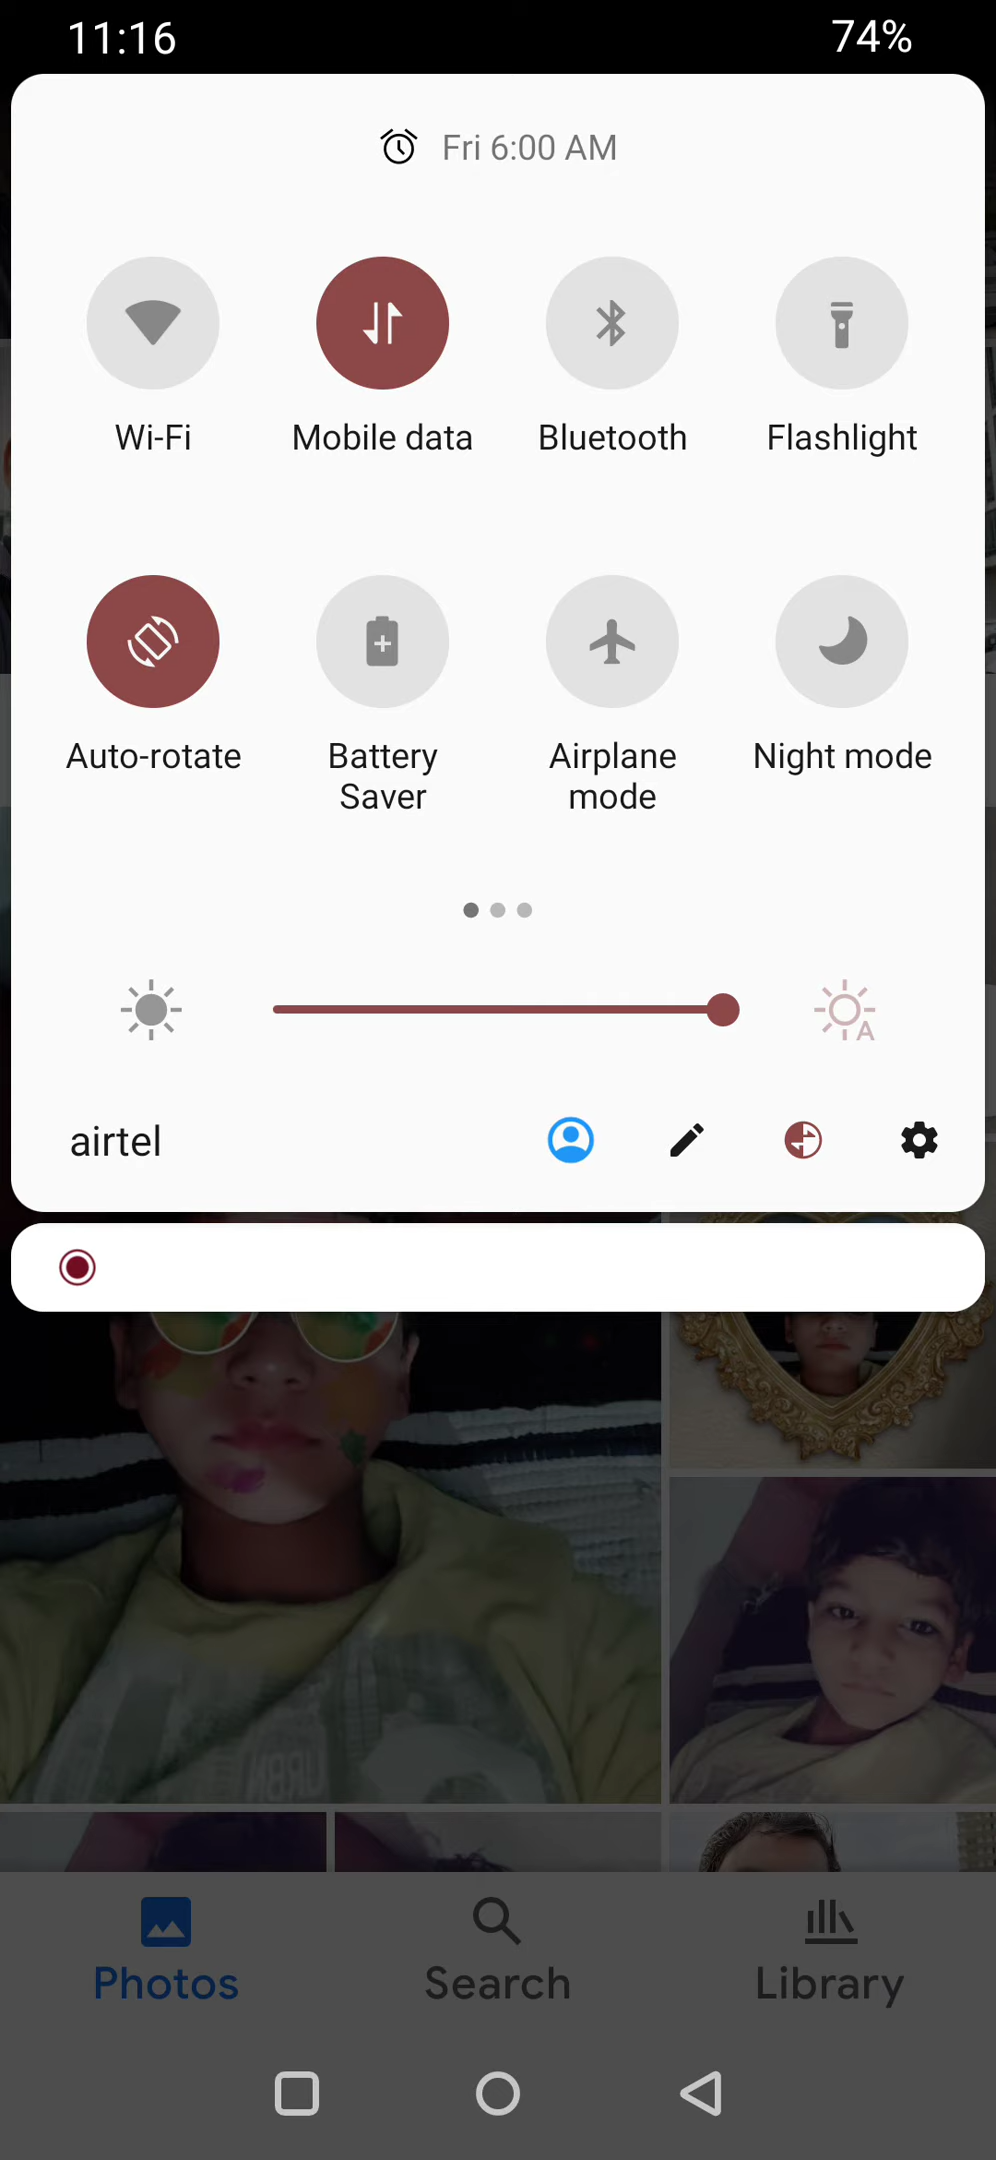 11:16 74%
Fri 6:00 AM
Wi-Fi Mobile data Bluetooth Flashlight
Auto-rotate Battery Saver Airplane mode Night mode
A
airtel
URBN
Photos Search Library